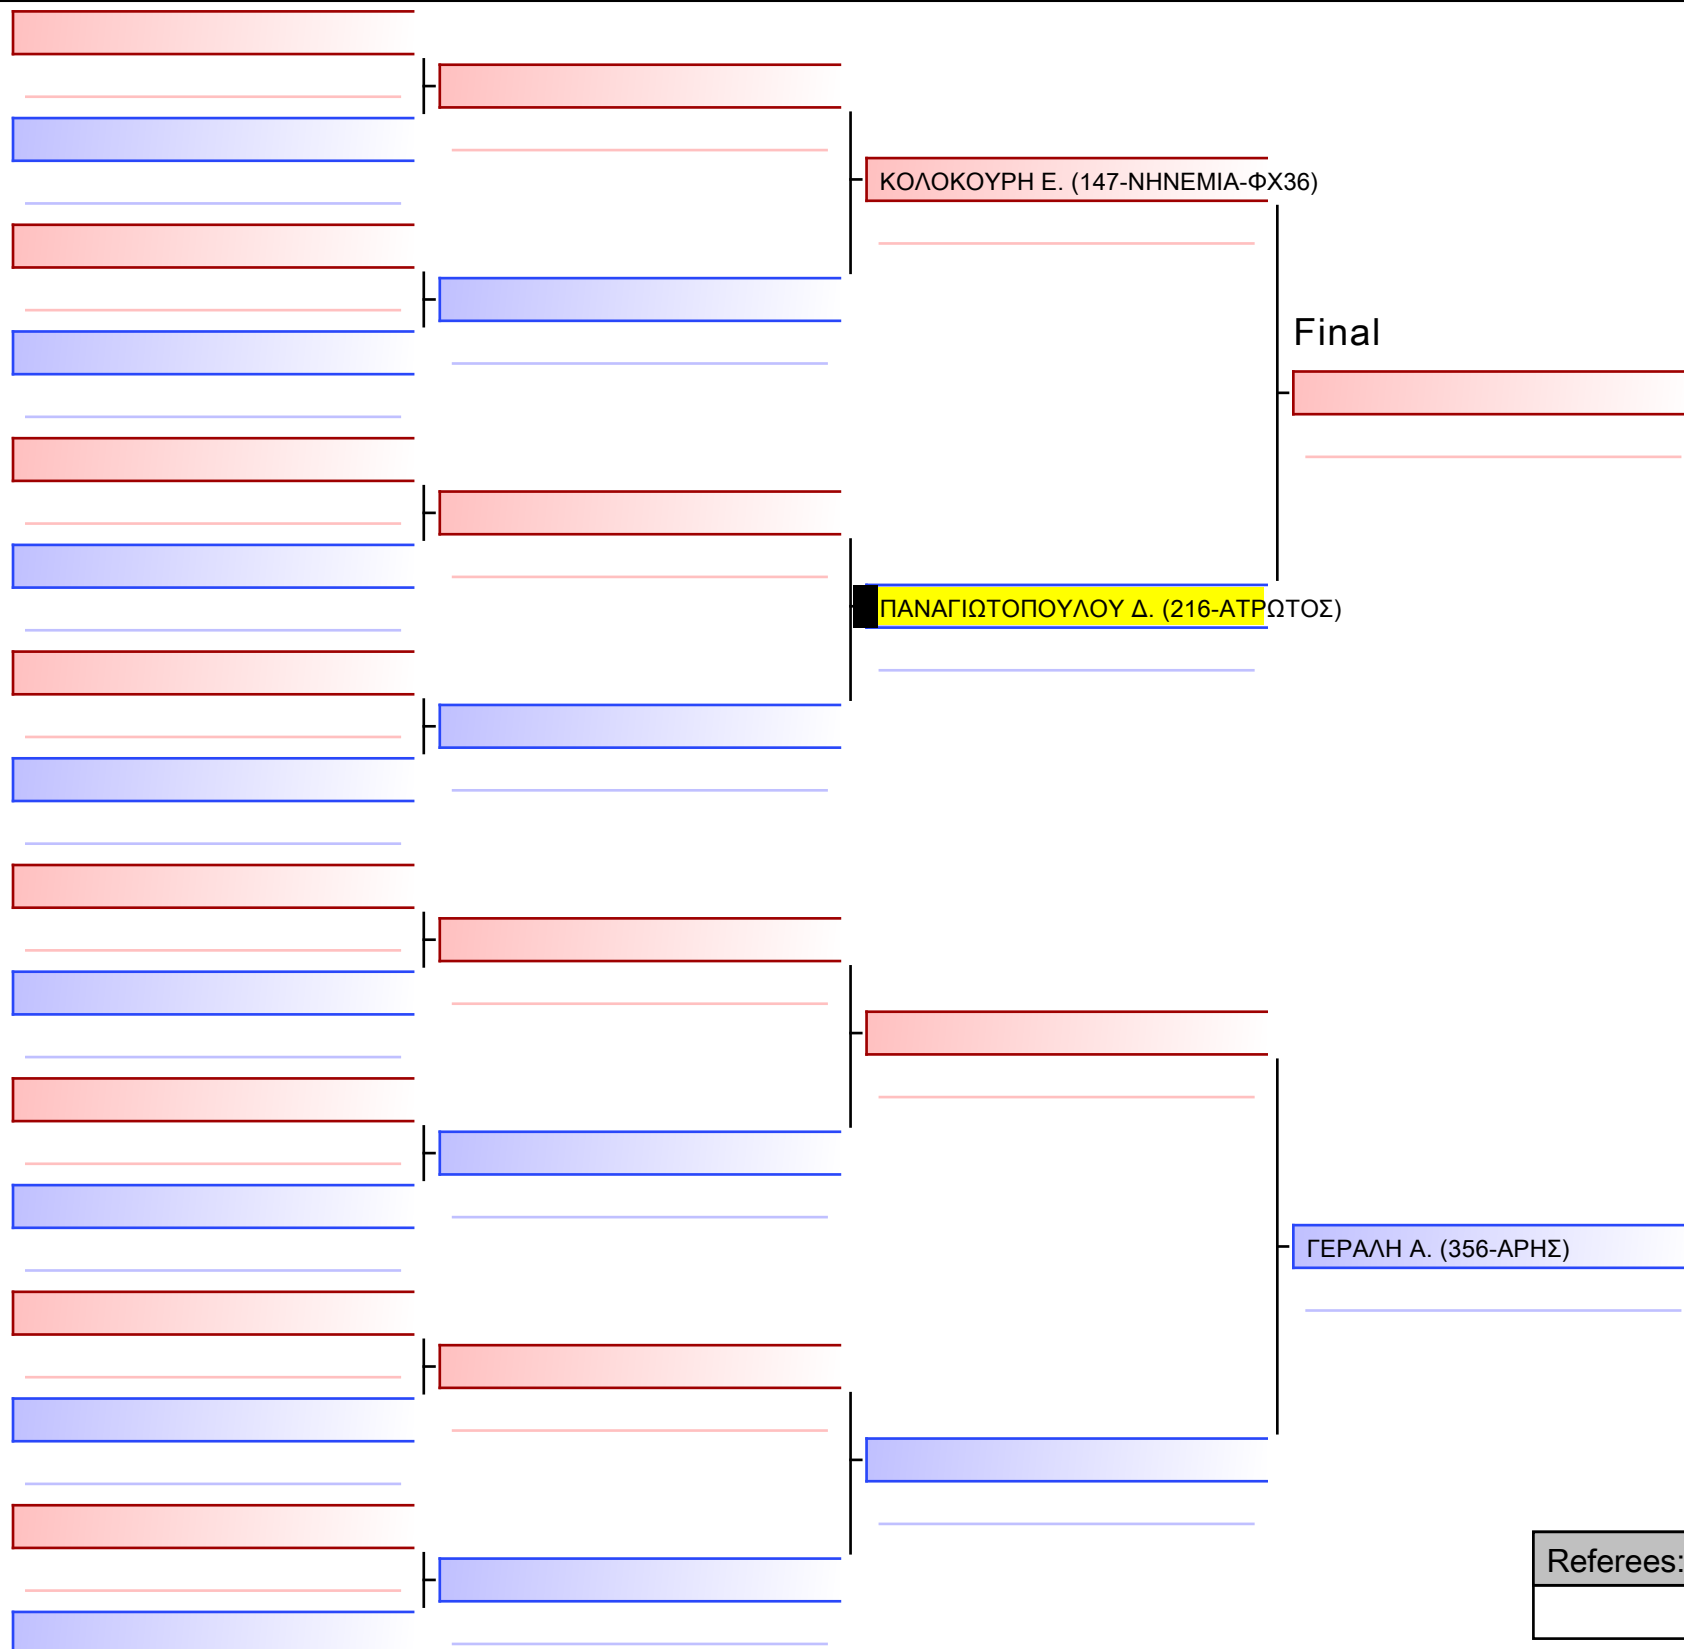 ΚΟΛΟΚΟΥΡΗ Ε. (147-ΝΗΝΕΜΙΑ-ΦΧ36)
Final
ΠΑΝΑΓΙΩΤΟΠΟΥΛΟΥ Δ. (216-ΑΤΡΩΤΟΣ)
ΓΕΡΑΛΗ Α. (356-ΑΡΗΣ)
Referees: